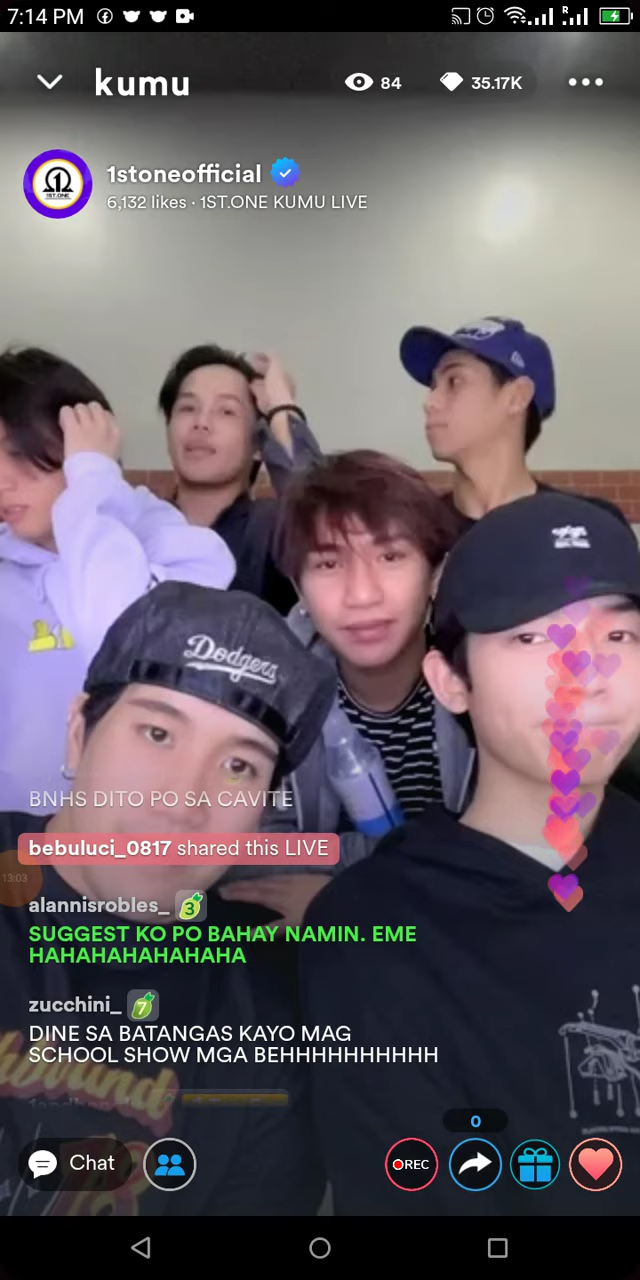 7:14 PM
R
kumu
84
35.17K
1ST.ONE
1stoneofficial
6,132 likes · 1ST.ONE KUMU LIVE
Dodgers
BNHS DITO PO SA CAVITE
bebuluci_0817 shared this LIVE
13:03
alannisrobles_ 3
SUGGEST KO PO BAHAY NAMIN. EME
HAHAHAHAHAHAHA
zucchini_ 7
DINE SA BATANGAS KAYO MAG
SCHOOL SHOW MGA BEHHHHHHHHHH
0
Chat
REC